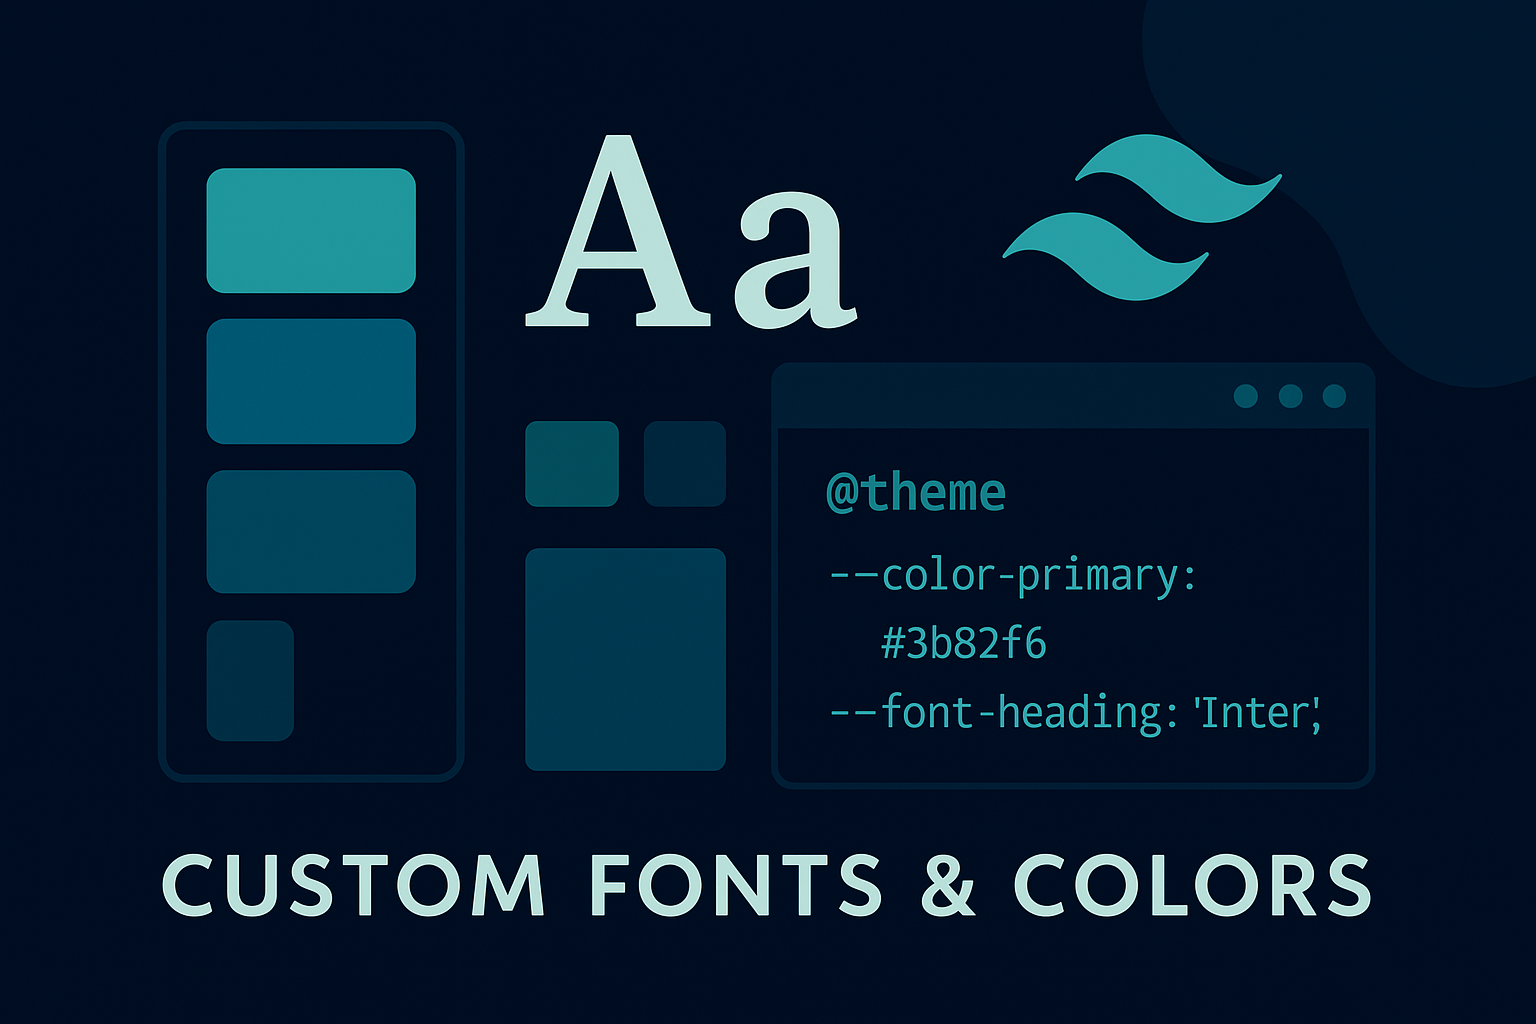 Aa
@theme
--color-primary:
#3b82f6
--font-heading: 'Inter',
CUSTOM FONTS & COLORS